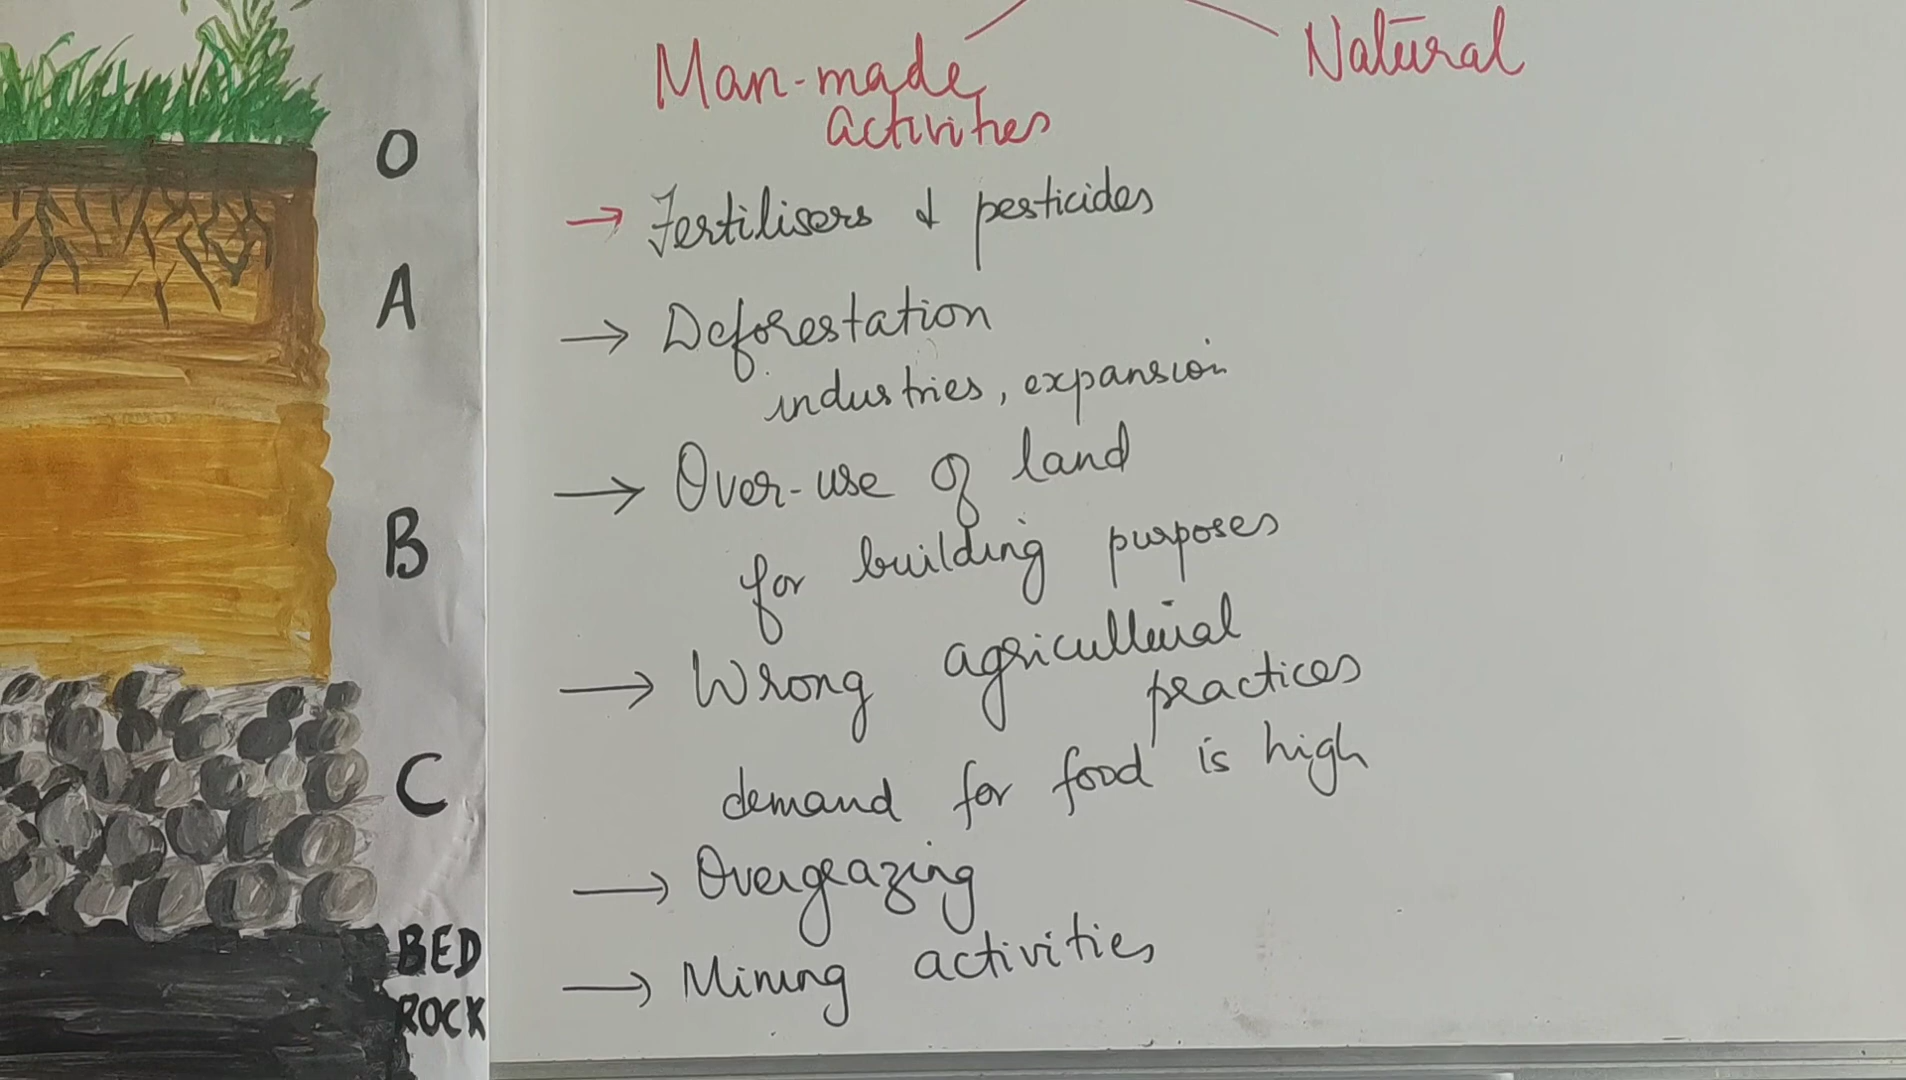 Man-made
activities
Natural
→ Fertilisers & pesticides
→ Deforestation
industries, expansion
→ Over-use of land
for building purposes
→ Wrong agricultural
practices
demand for food is high
→ Overgrazing
→ Mining activities
O
A
B
C
BED
ROCK